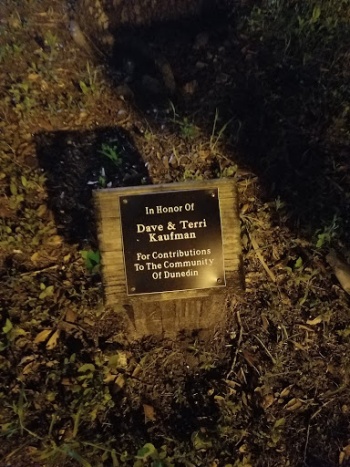 In Honor Of
Dave & Terri
Kaufman
For Contributions
To The Community
Of Dunedin